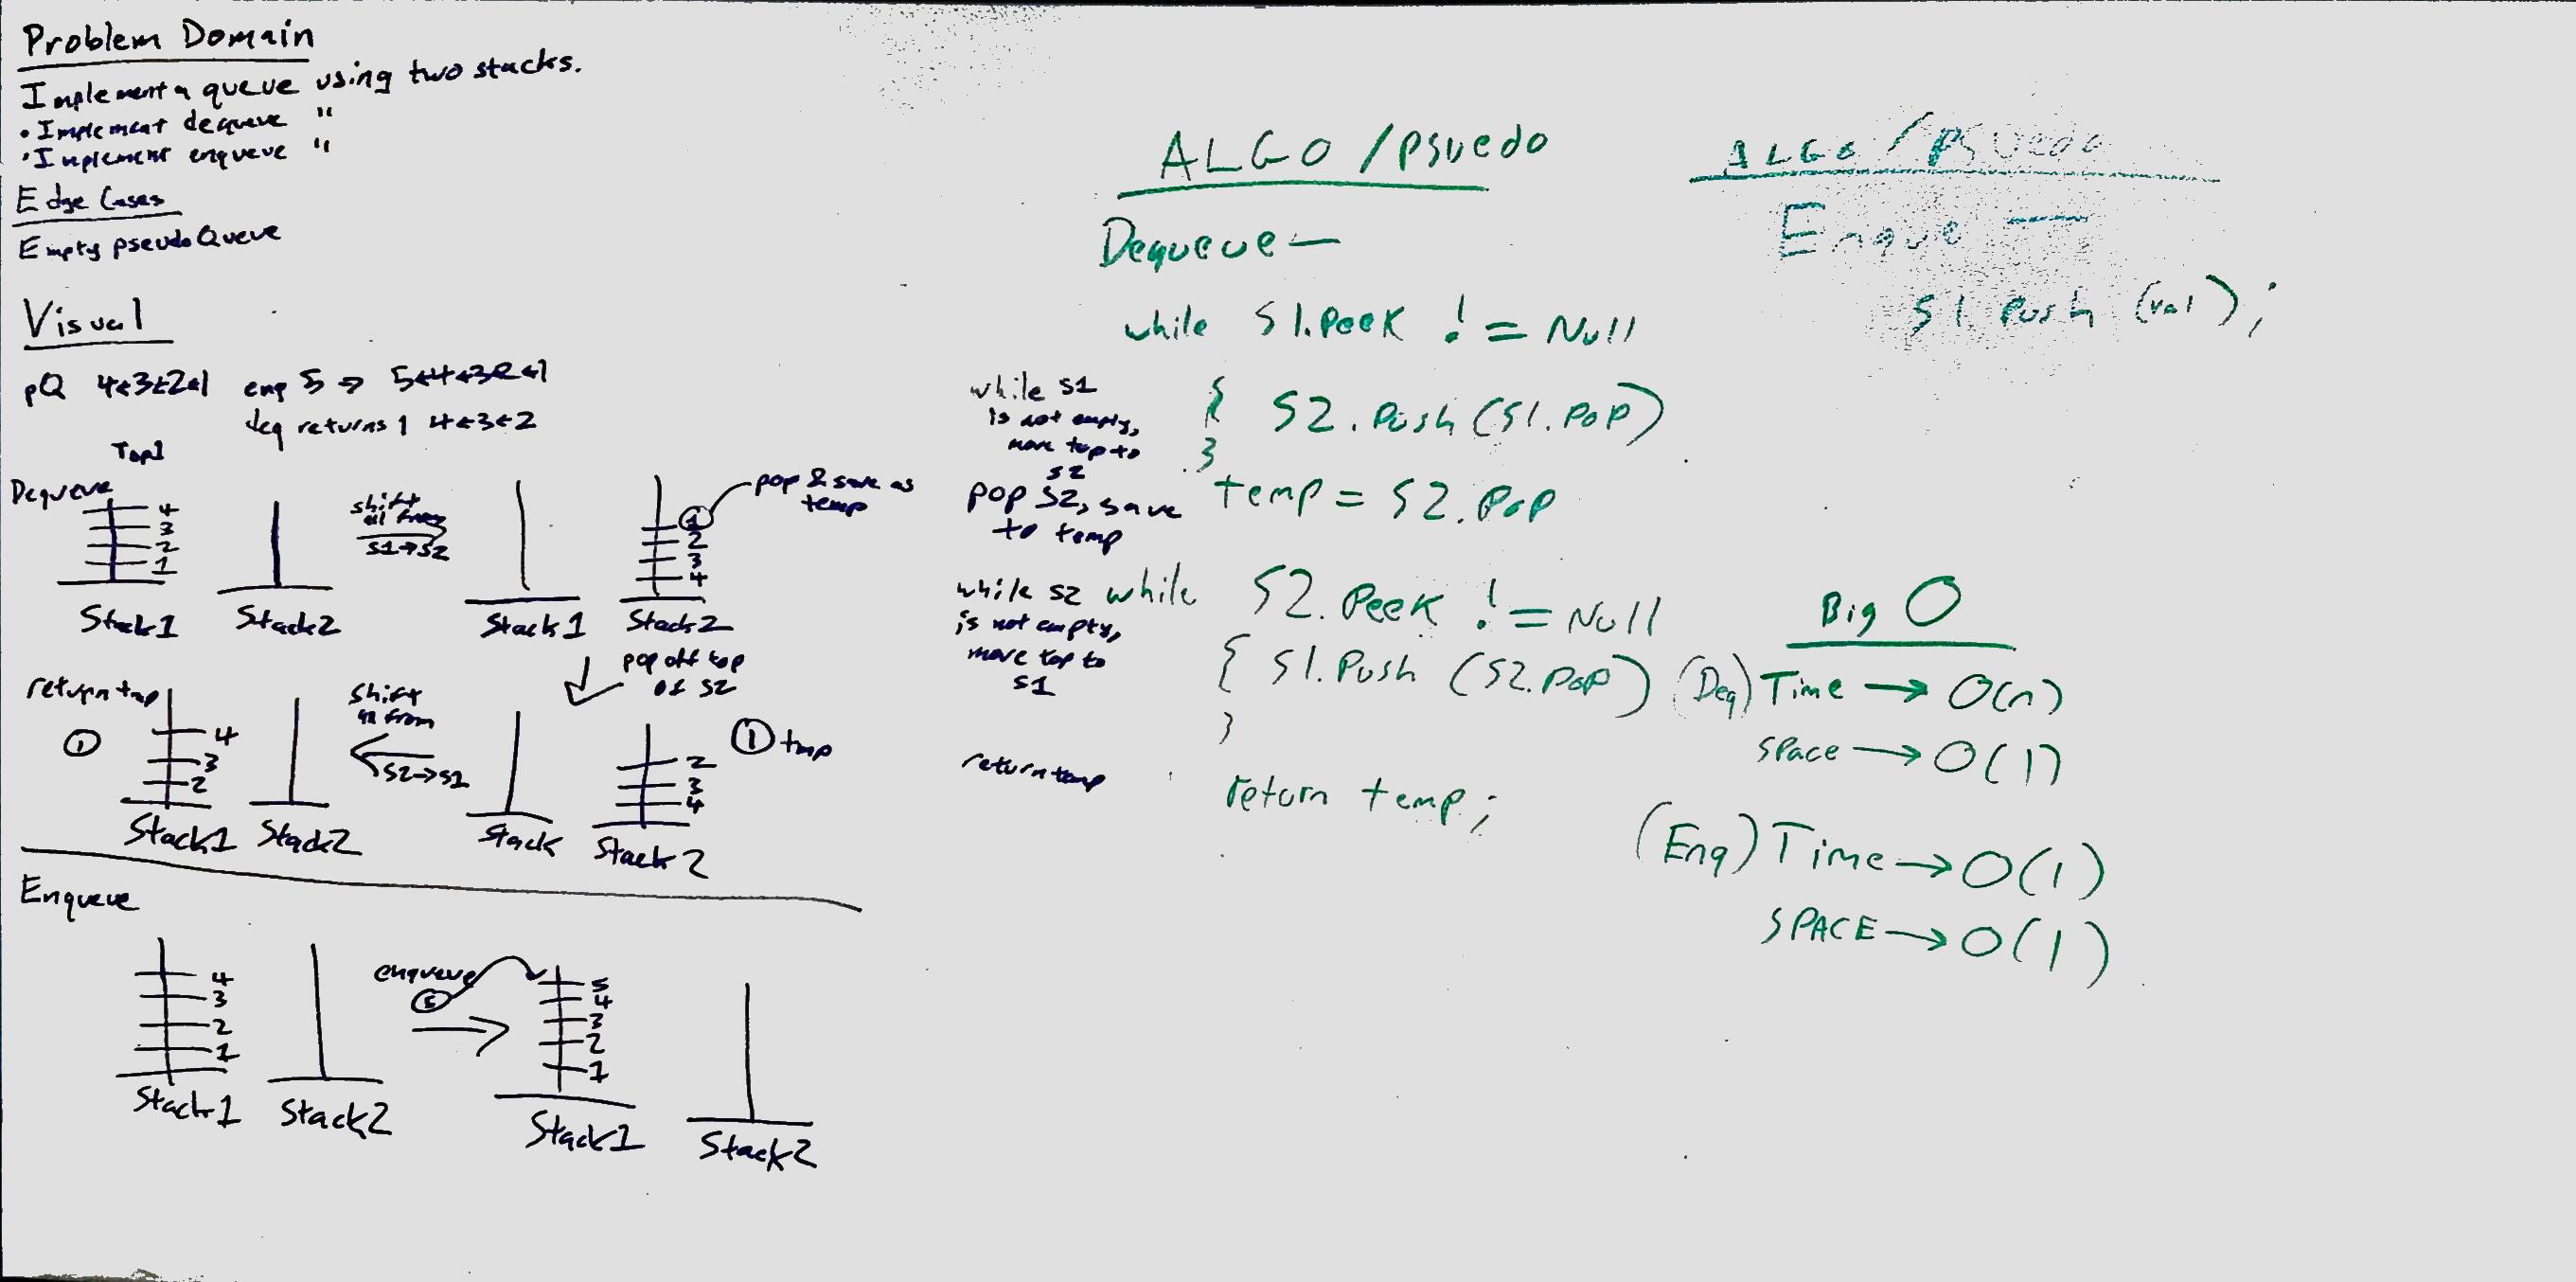 Problem Domain
Implement a queue using two stacks.
• Implement dequeue "
• Implement enqueue "
Edge Cases
Empty pseudoQueue
Visual
pQ 4←3←2←1 enq 5 ⇒ 5←4←3←2←1
deq returns 1 4←3←2
Top1
Dequeue
4
3
2
1
Stack1
Stack2
shift
all from
S1→S2
Stack1
1
2
3
4
Stack2
pop & save as
temp
pop off top
of S2
return tmp
1
4
3
2
Stack1
Stack2
Shift
all from
S2→S1
Stack
2
3
4
Stack 2
1 tmp
Enqueue
4
3
2
1
Stack1
Stack2
enqueue
5
5
4
3
2
1
Stack1
Stack2
ALGO / Psuedo
Dequeue —
while S1.Peek != Null
{ S2.Push (S1.PoP)
}
temp = S2.PoP
while S2.Peek != Null
{ S1.Push (S2.PoP)
}
return temp;
while S1
is not empty,
move top to
S2
pop S2, save
to temp
while S2
is not empty,
move top to
S1
return temp
ALGO / Psuedo
Enque —
S1.Push (val);
Big O
(Deq) Time → O(n)
Space → O(1)
(Enq) Time → O(1)
SPACE → O(1)